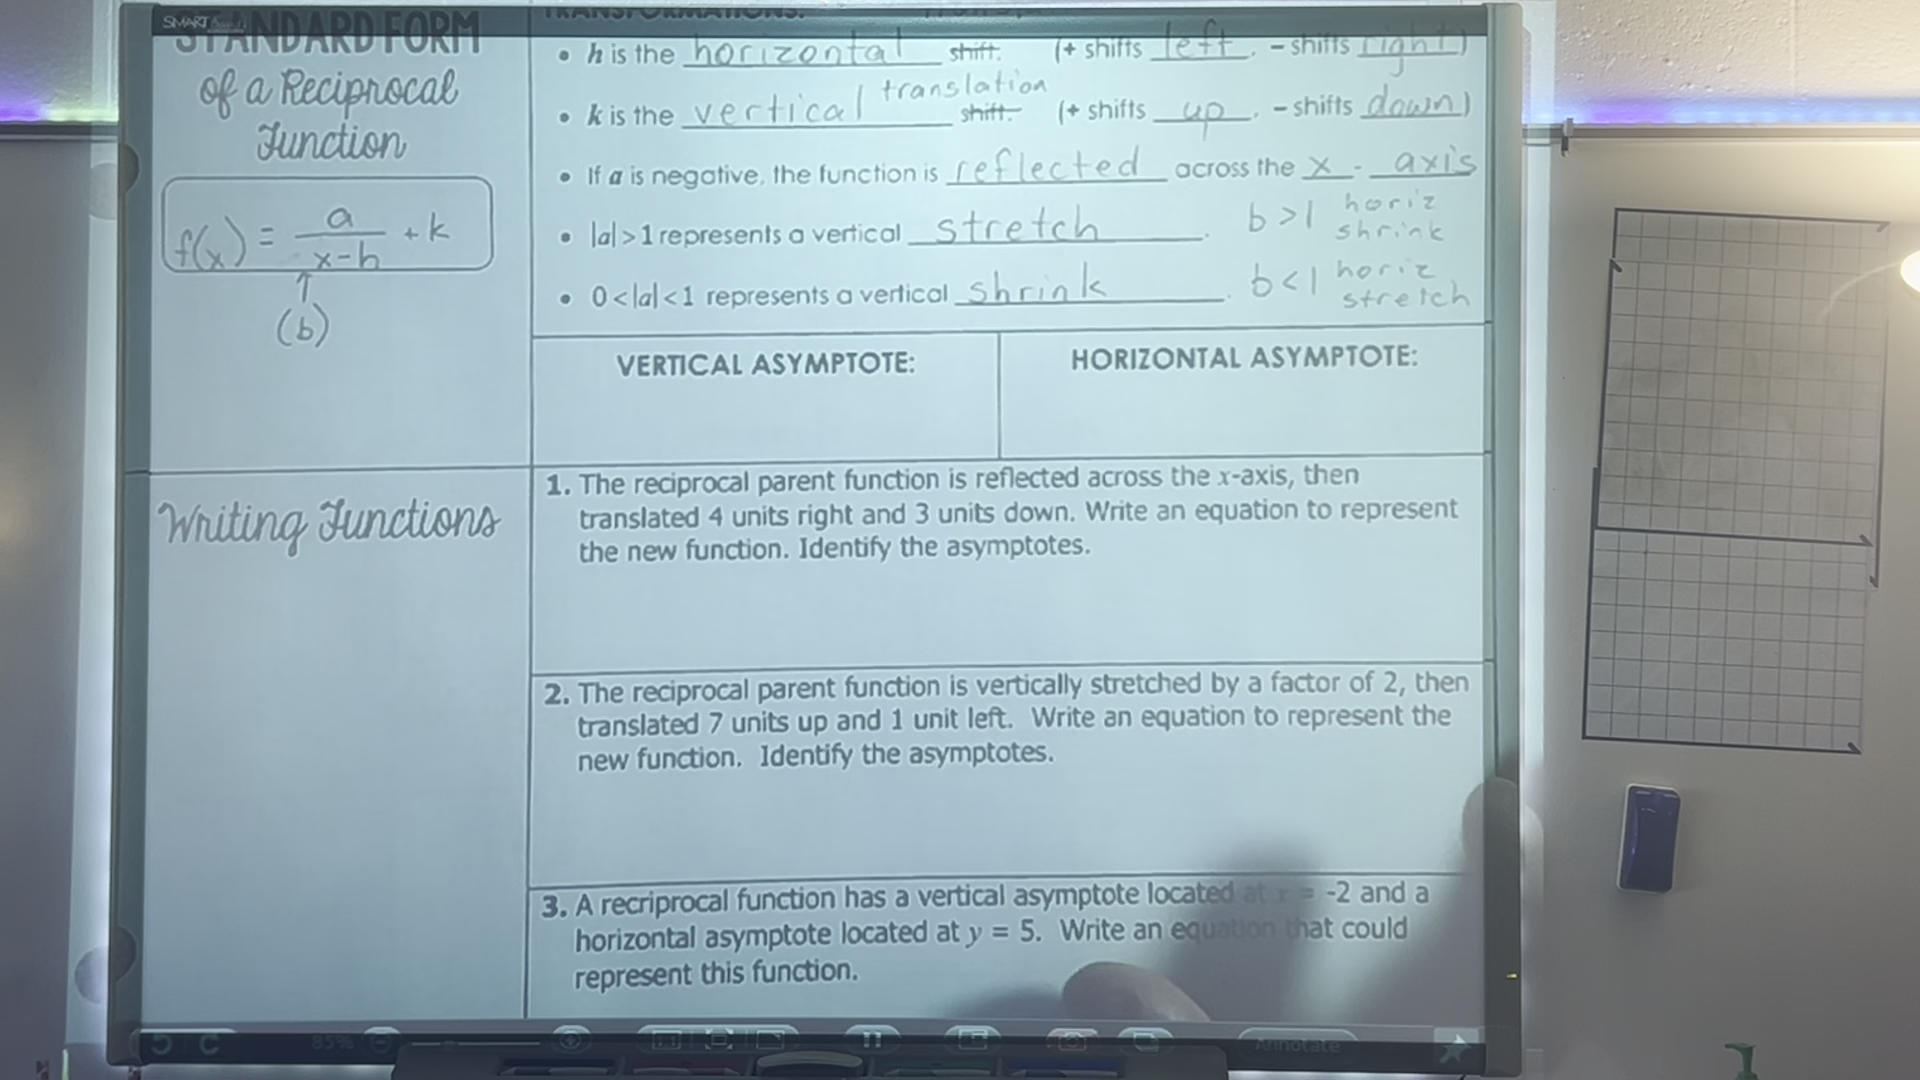 SMART
TRANSFORMATIONS:
STANDARD FORM
of a Reciprocal
Function
f(x) = a/(x-h) + k
(b)
• h is the horizontal shift. (+ shifts left, - shifts right)
translation
• k is the vertical shift. (+ shifts up, - shifts down)
• If a is negative, the function is reflected across the x - axis
• |a| > 1 represents a vertical stretch.
b > 1 horiz
shrink
• 0 < |a| < 1 represents a vertical shrink.
b < 1 horiz
stretch
VERTICAL ASYMPTOTE:
HORIZONTAL ASYMPTOTE:
Writing Functions
1. The reciprocal parent function is reflected across the x-axis, then
translated 4 units right and 3 units down. Write an equation to represent
the new function. Identify the asymptotes.
2. The reciprocal parent function is vertically stretched by a factor of 2, then
translated 7 units up and 1 unit left. Write an equation to represent the
new function. Identify the asymptotes.
3. A recriprocal function has a vertical asymptote located at x = -2 and a
horizontal asymptote located at y = 5. Write an equation that could
represent this function.
85%
Annotate